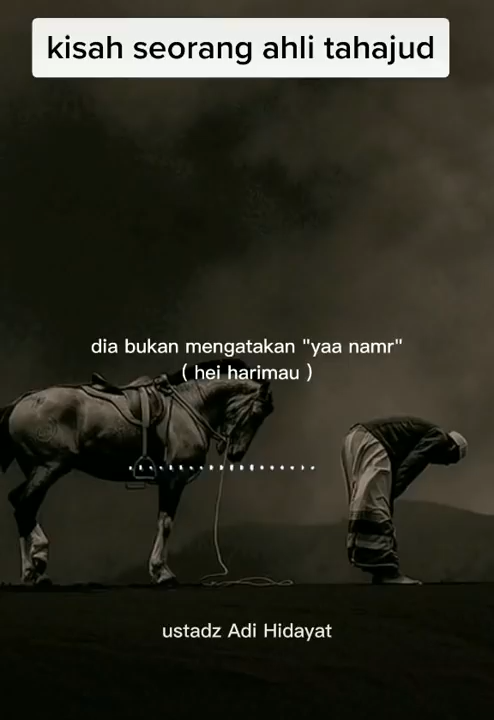 kisah seorang ahli tahajud
dia bukan mengatakan "yaa namr"
( hei harimau )
ustadz Adi Hidayat